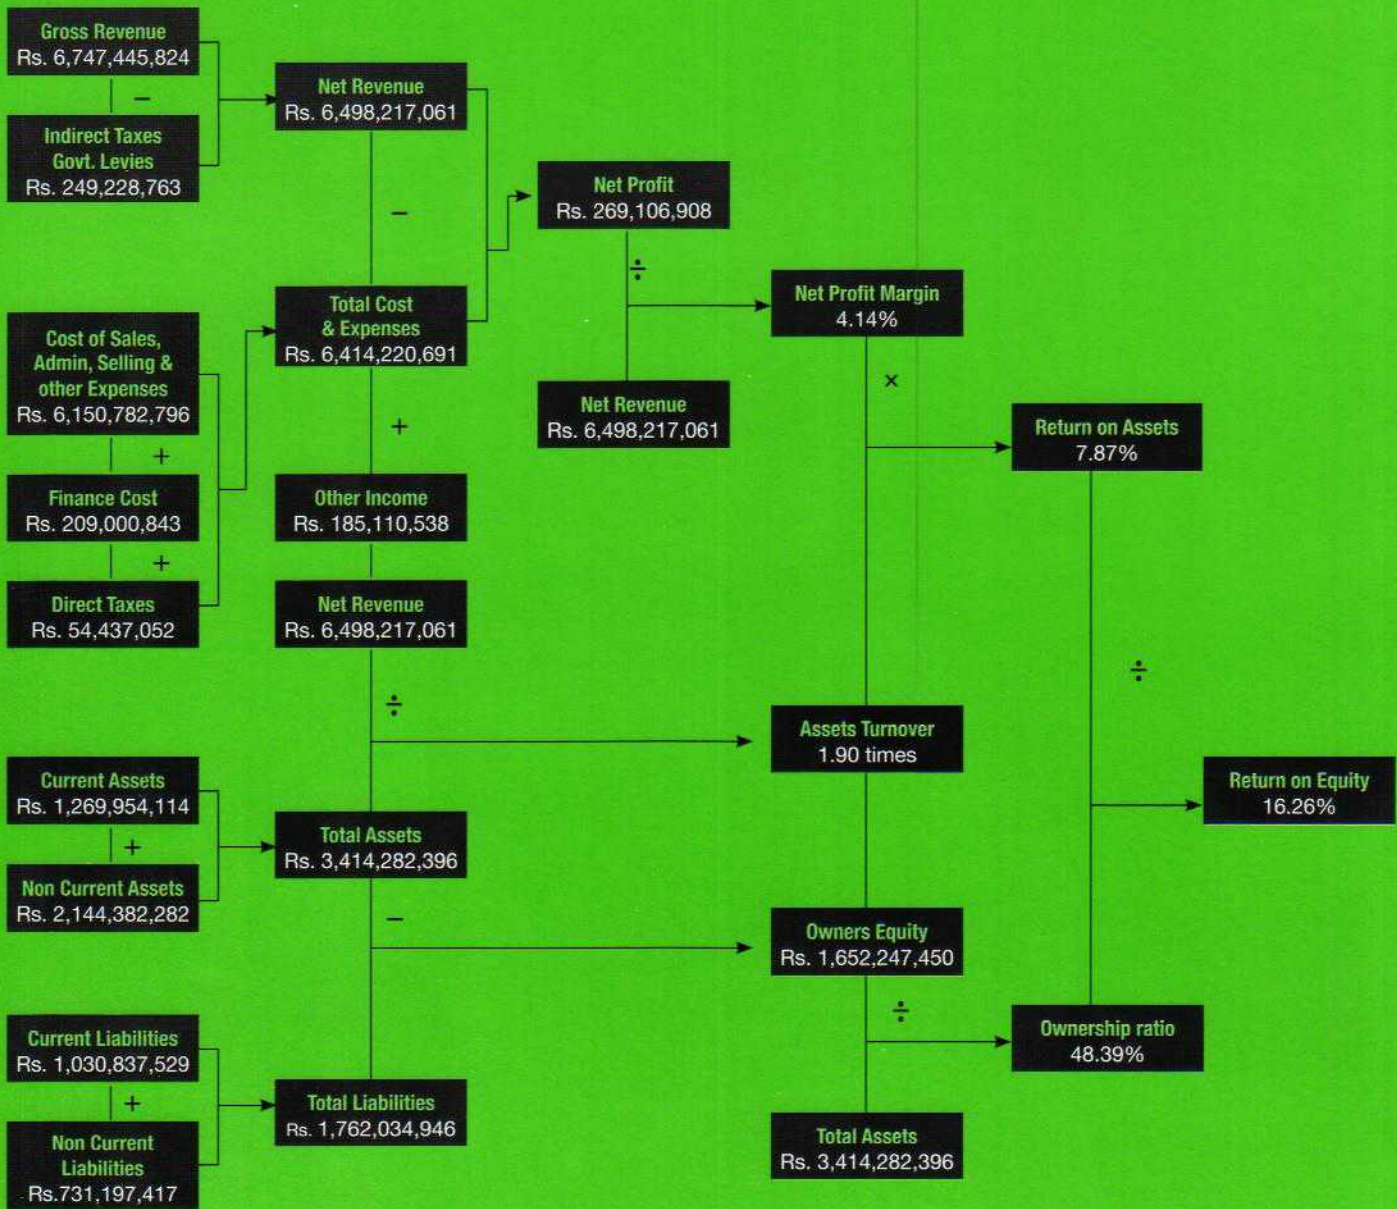 Gross Revenue
Rs. 6,747,445,824
−
Indirect Taxes
Govt. Levies
Rs. 249,228,763
Net Revenue
Rs. 6,498,217,061
−
Net Profit
Rs. 269,106,908
÷
Net Revenue
Rs. 6,498,217,061
Cost of Sales,
Admin, Selling &
other Expenses
Rs. 6,150,782,796
+
Finance Cost
Rs. 209,000,843
+
Direct Taxes
Rs. 54,437,052
Total Cost
& Expenses
Rs. 6,414,220,691
+
Other Income
Rs. 185,110,538
Net Revenue
Rs. 6,498,217,061
÷
Net Profit Margin
4.14%
×
Return on Assets
7.87%
÷
Assets Turnover
1.90 times
Return on Equity
16.26%
Current Assets
Rs. 1,269,954,114
+
Non Current Assets
Rs. 2,144,382,282
Total Assets
Rs. 3,414,282,396
−
Owners Equity
Rs. 1,652,247,450
÷
Ownership ratio
48.39%
Current Liabilities
Rs. 1,030,837,529
+
Non Current
Liabilities
Rs.731,197,417
Total Liabilities
Rs. 1,762,034,946
Total Assets
Rs. 3,414,282,396